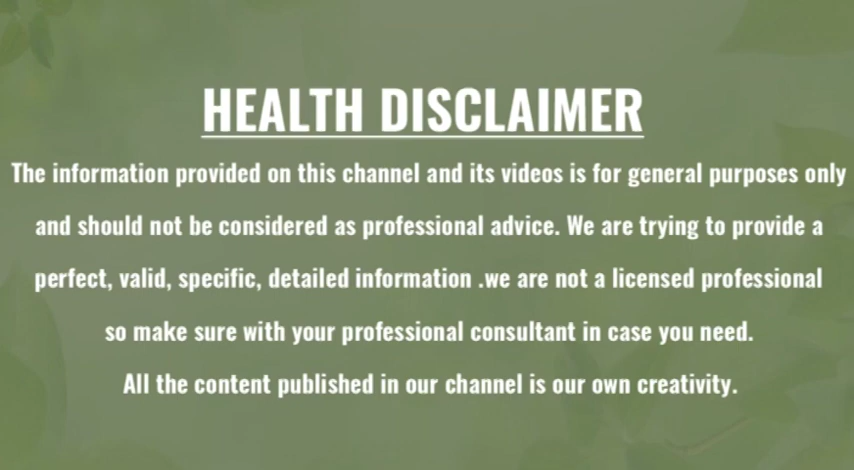 HEALTH DISCLAIMER
The information provided on this channel and its videos is for general purposes only
and should not be considered as professional advice. We are trying to provide a
perfect, valid, specific, detailed information .we are not a licensed professional
so make sure with your professional consultant in case you need.
All the content published in our channel is our own creativity.